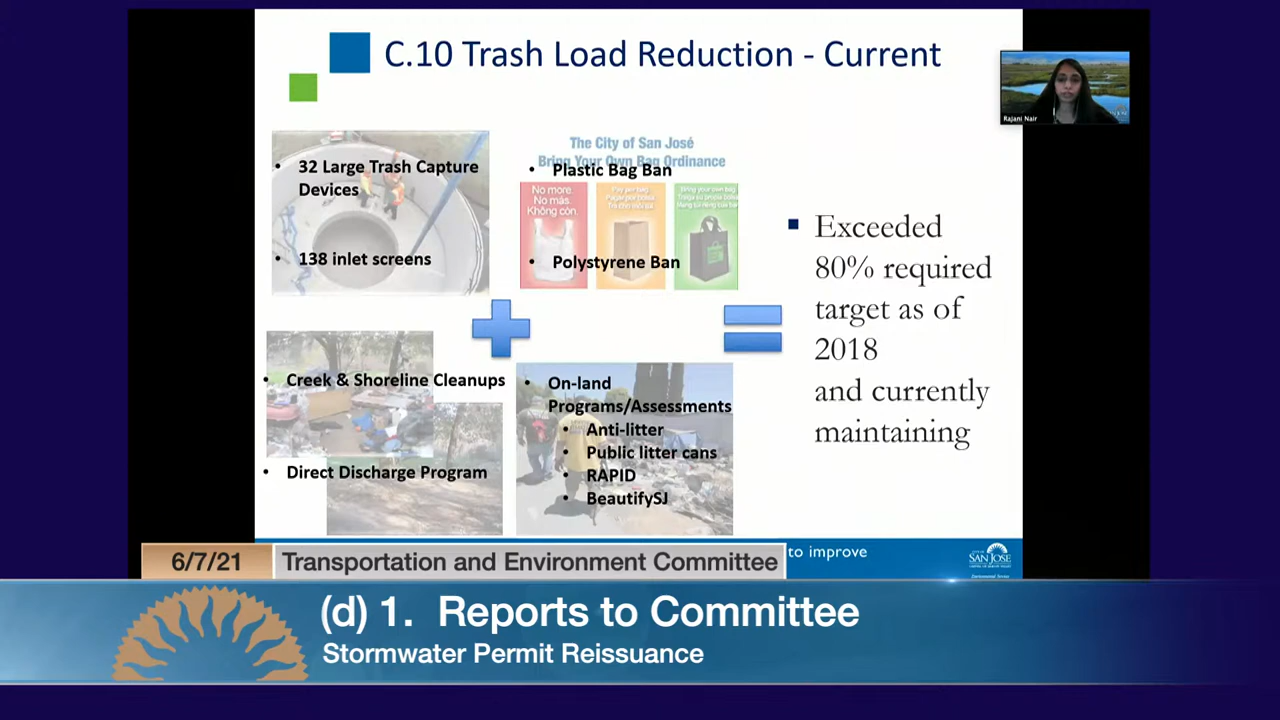 C.10 Trash Load Reduction - Current
Rajani Nair
• 32 Large Trash Capture
Devices
• 138 inlet screens
The City of San José
Bring Your Own Bag Ordinance
• Plastic Bag Ban
No more.
No más.
Không còn.
• Polystyrene Ban
▪ Exceeded
80% required
target as of
2018
and currently
maintaining
• Creek & Shoreline Cleanups
• Direct Discharge Program
• On-land
Programs/Assessments
• Anti-litter
• Public litter cans
• RAPID
• BeautifySJ
to improve
SAN JOSE
6/7/21
Transportation and Environment Committee
(d) 1. Reports to Committee
Stormwater Permit Reissuance